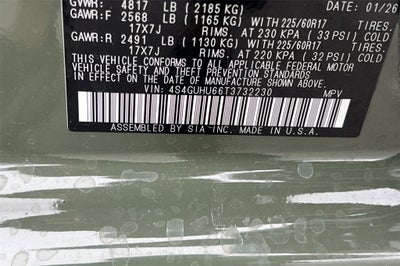 GVWR: 4817 LB (2185 KG) DATE: 01/26
GAWR:F 2568 LB (1165 KG) WITH 225/60R17 TIRES,
17X7J RIMS, AT 230 KPA ( 33 PSI) COLD
GAWR:R 2491 LB (1130 KG) WITH 225/60R17 TIRES,
17X7J RIMS, AT 220 KPA ( 32 PSI) COLD
THIS VEHICLE CONFORMS TO ALL APPLICABLE FEDERAL MOTOR
VEHICLE SAFETY STANDARDS IN EFFECT ON THE DATE OF
MANUFACTURE SHOWN ABOVE.
VIN: 4S4GUHU66T3732230 MPV
ASSEMBLED BY SIA-INC. MADE IN U.S.A.